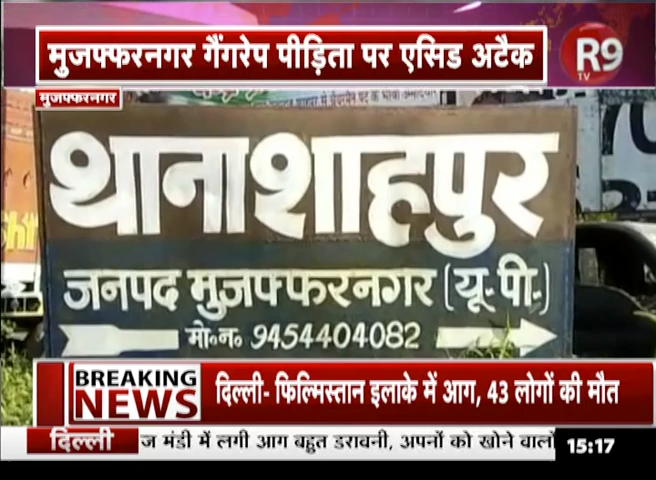 मुजफ्फरनगर गैंगरेप पीड़िता पर एसिड अटैक
R9
TV
मुजफ्फरनगर
थाना शाहपुर
जनपद मुजफ्फरनगर (यू॰ पी॰)
मो॰न॰ 9454404082
BREAKING
NEWS
दिल्ली- फिल्मिस्तान इलाके में आग, 43 लोगों की मौत
दिल्ली
ज मंडी में लगी आग बहुत डरावनी, अपनों को खोने वालों
15:17